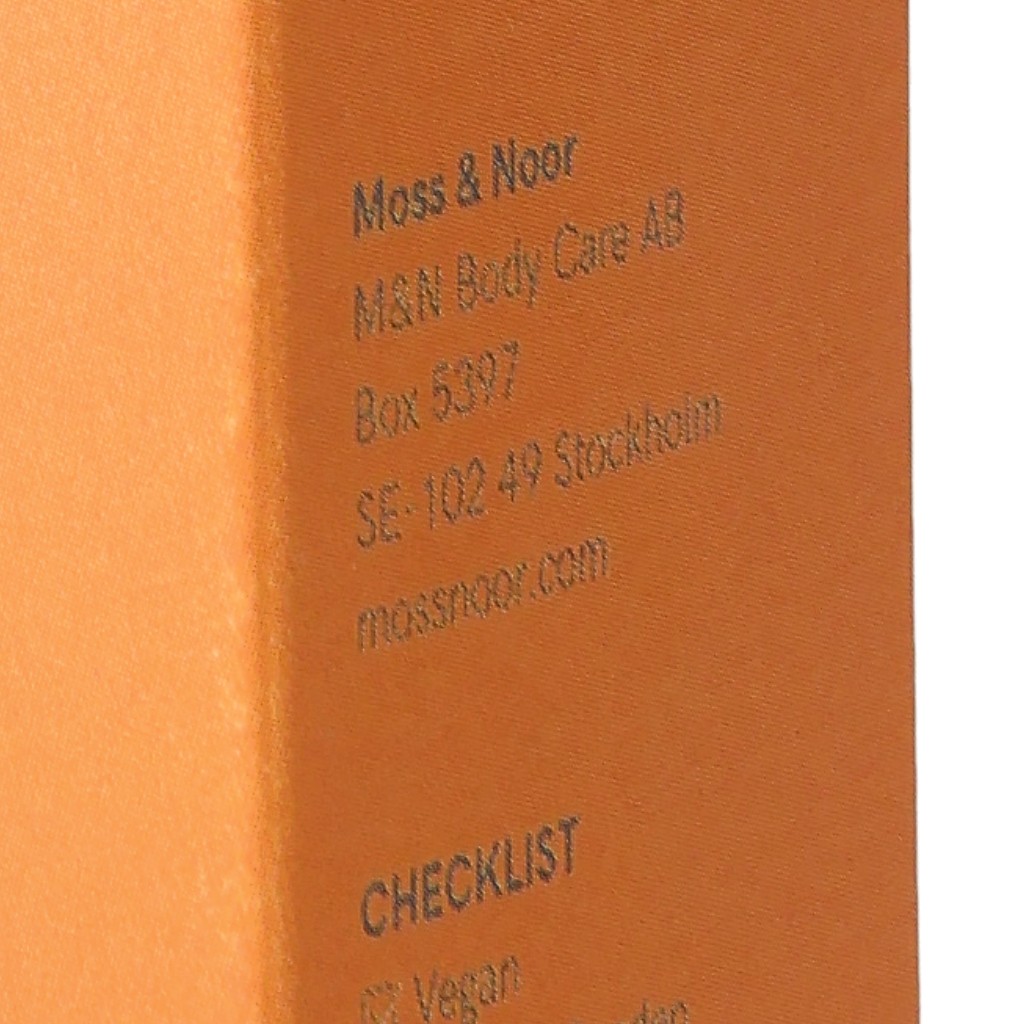 Moss & Noor
M&N Body Care AB
Box 5397
SE-102 49 Stockholm
mossnoor.com
CHECKLIST
Vegan